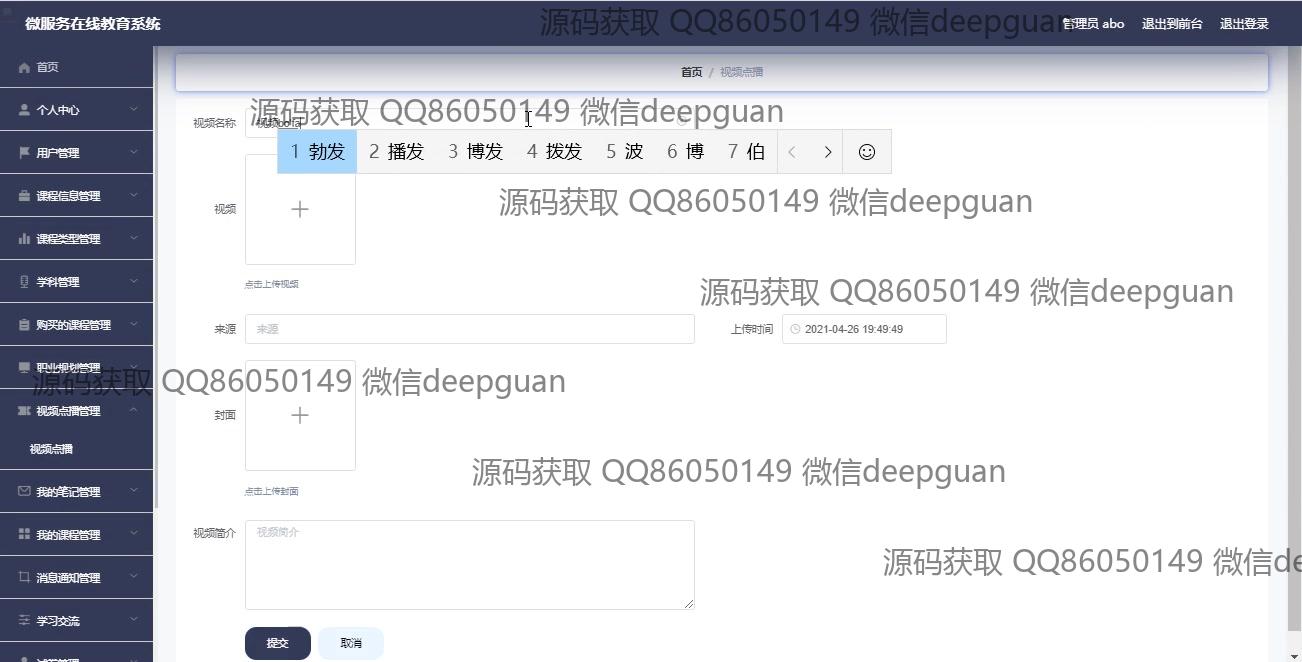 微服务在线教育系统
源码获取 QQ86050149 微信deepguan
管理员 abo
退出到前台
退出登录
首页
个人中心
用户管理
课程信息管理
课程类型管理
学科管理
购买的课程管理
职业规划管理
视频点播管理
视频点播
我的笔记管理
我的课程管理
消息通知管理
学习交流
首页 / 视频点播
源码获取 QQ86050149 微信deepguan
视频名称
1 勃发 2 播发 3 博发 4 拨发 5 波 6 博 7 伯
源码获取 QQ86050149 微信deepguan
视频
点击上传视频
源码获取 QQ86050149 微信deepguan
来源 来源
上传时间 2021-04-26 19:49:49
源码获取 QQ86050149 微信deepguan
封面
点击上传封面
源码获取 QQ86050149 微信deepguan
视频简介 视频简介
源码获取 QQ86050149 微信de
提交 取消